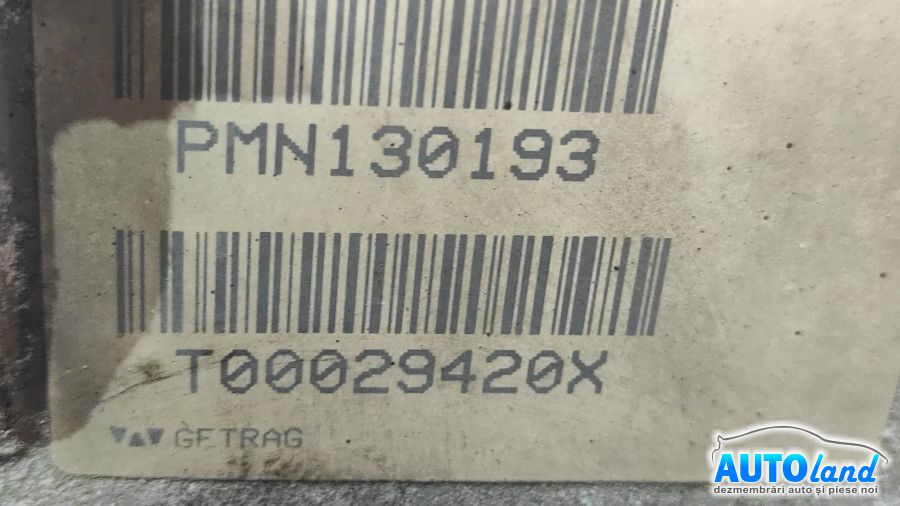 PMN130193
T00029420X
GETRAG
AUTOland
dezmembrări auto și piese noi